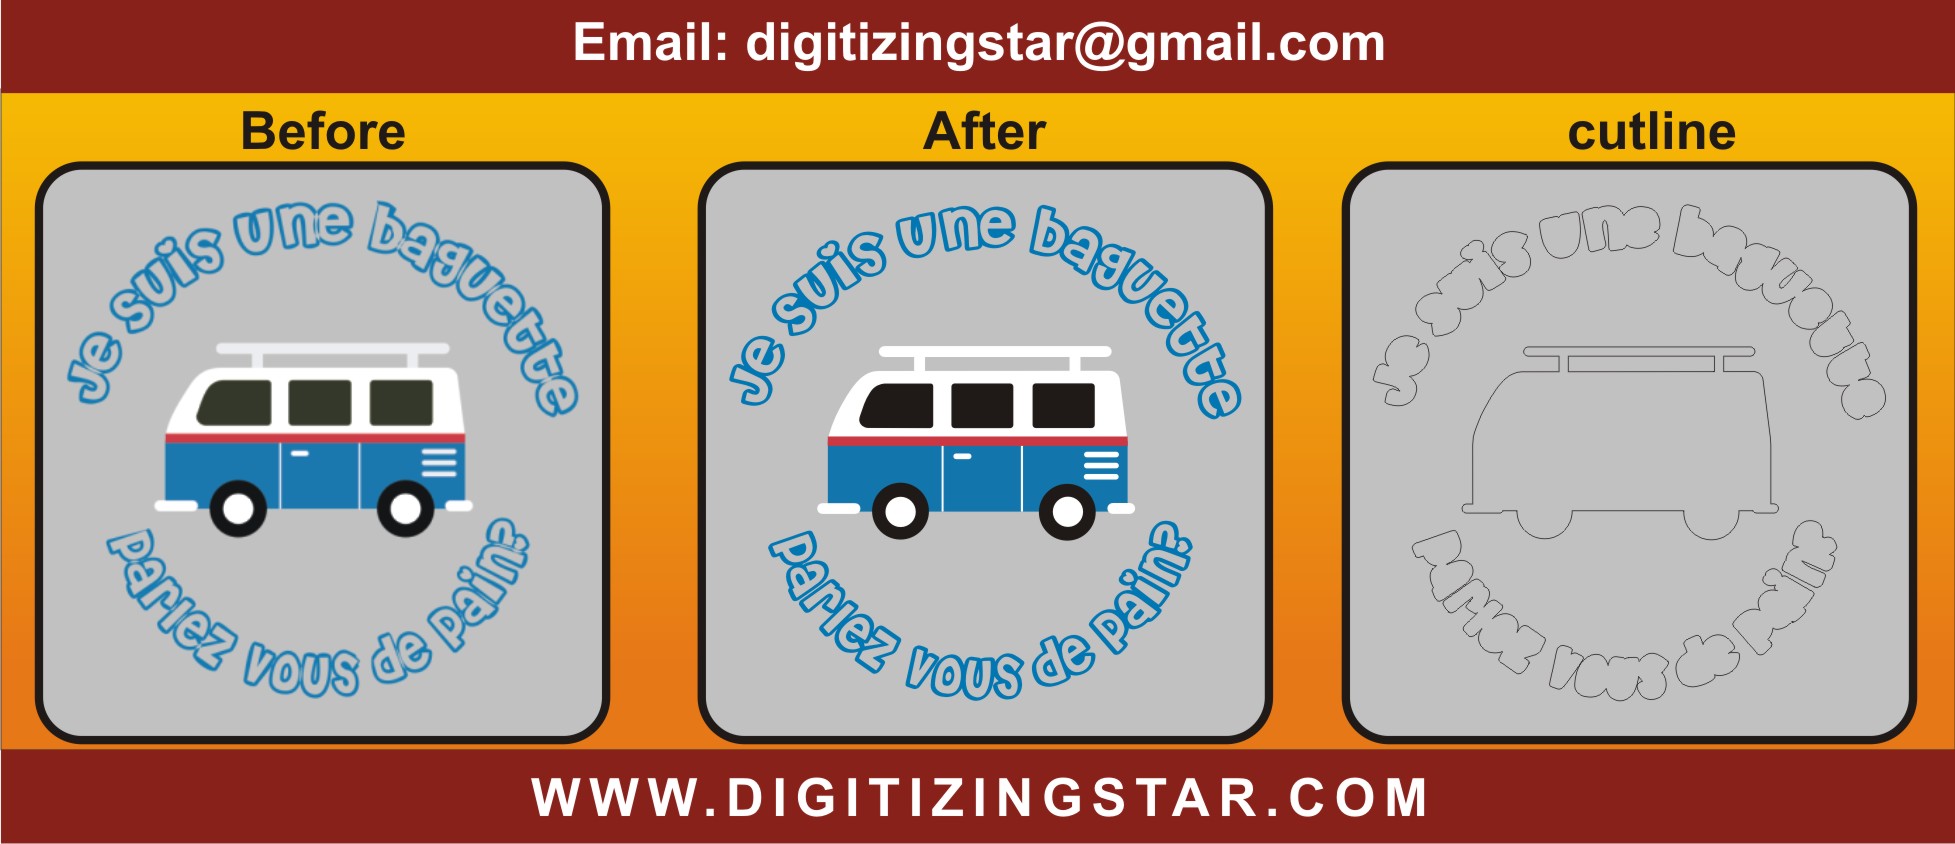 Email: digitizingstar@gmail.com
Before
After
cutline
Je suis une baguette
Parlez vous de pain?
Je suis une baguette
Parlez vous de pain?
Je suis une baguette
Parlez vous de pain?
WWW.DIGITIZINGSTAR.COM